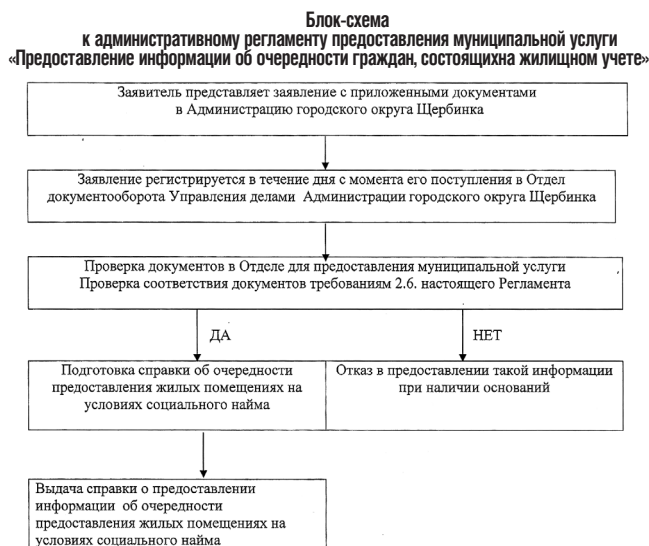 Блок-схема
к административному регламенту предоставления муниципальной услуги
«Предоставление информации об очередности граждан, состоящихна жилищном учете»
Заявитель представляет заявление с приложенными документами
в Администрацию городского округа Щербинка
Заявление регистрируется в течение дня с момента его поступления в Отдел
документооборота Управления делами Администрации городского округа Щербинка
Проверка документов в Отделе для предоставления муниципальной услуги
Проверка соответствия документов требованиям 2.6. настоящего Регламента
ДА
НЕТ
Подготовка справки об очередности
предоставления жилых помещениях на
условиях социального найма
Отказ в предоставлении такой информации
при наличии оснований
Выдача справки о предоставлении
информации об очередности
предоставления жилых помещениях на
условиях социального найма